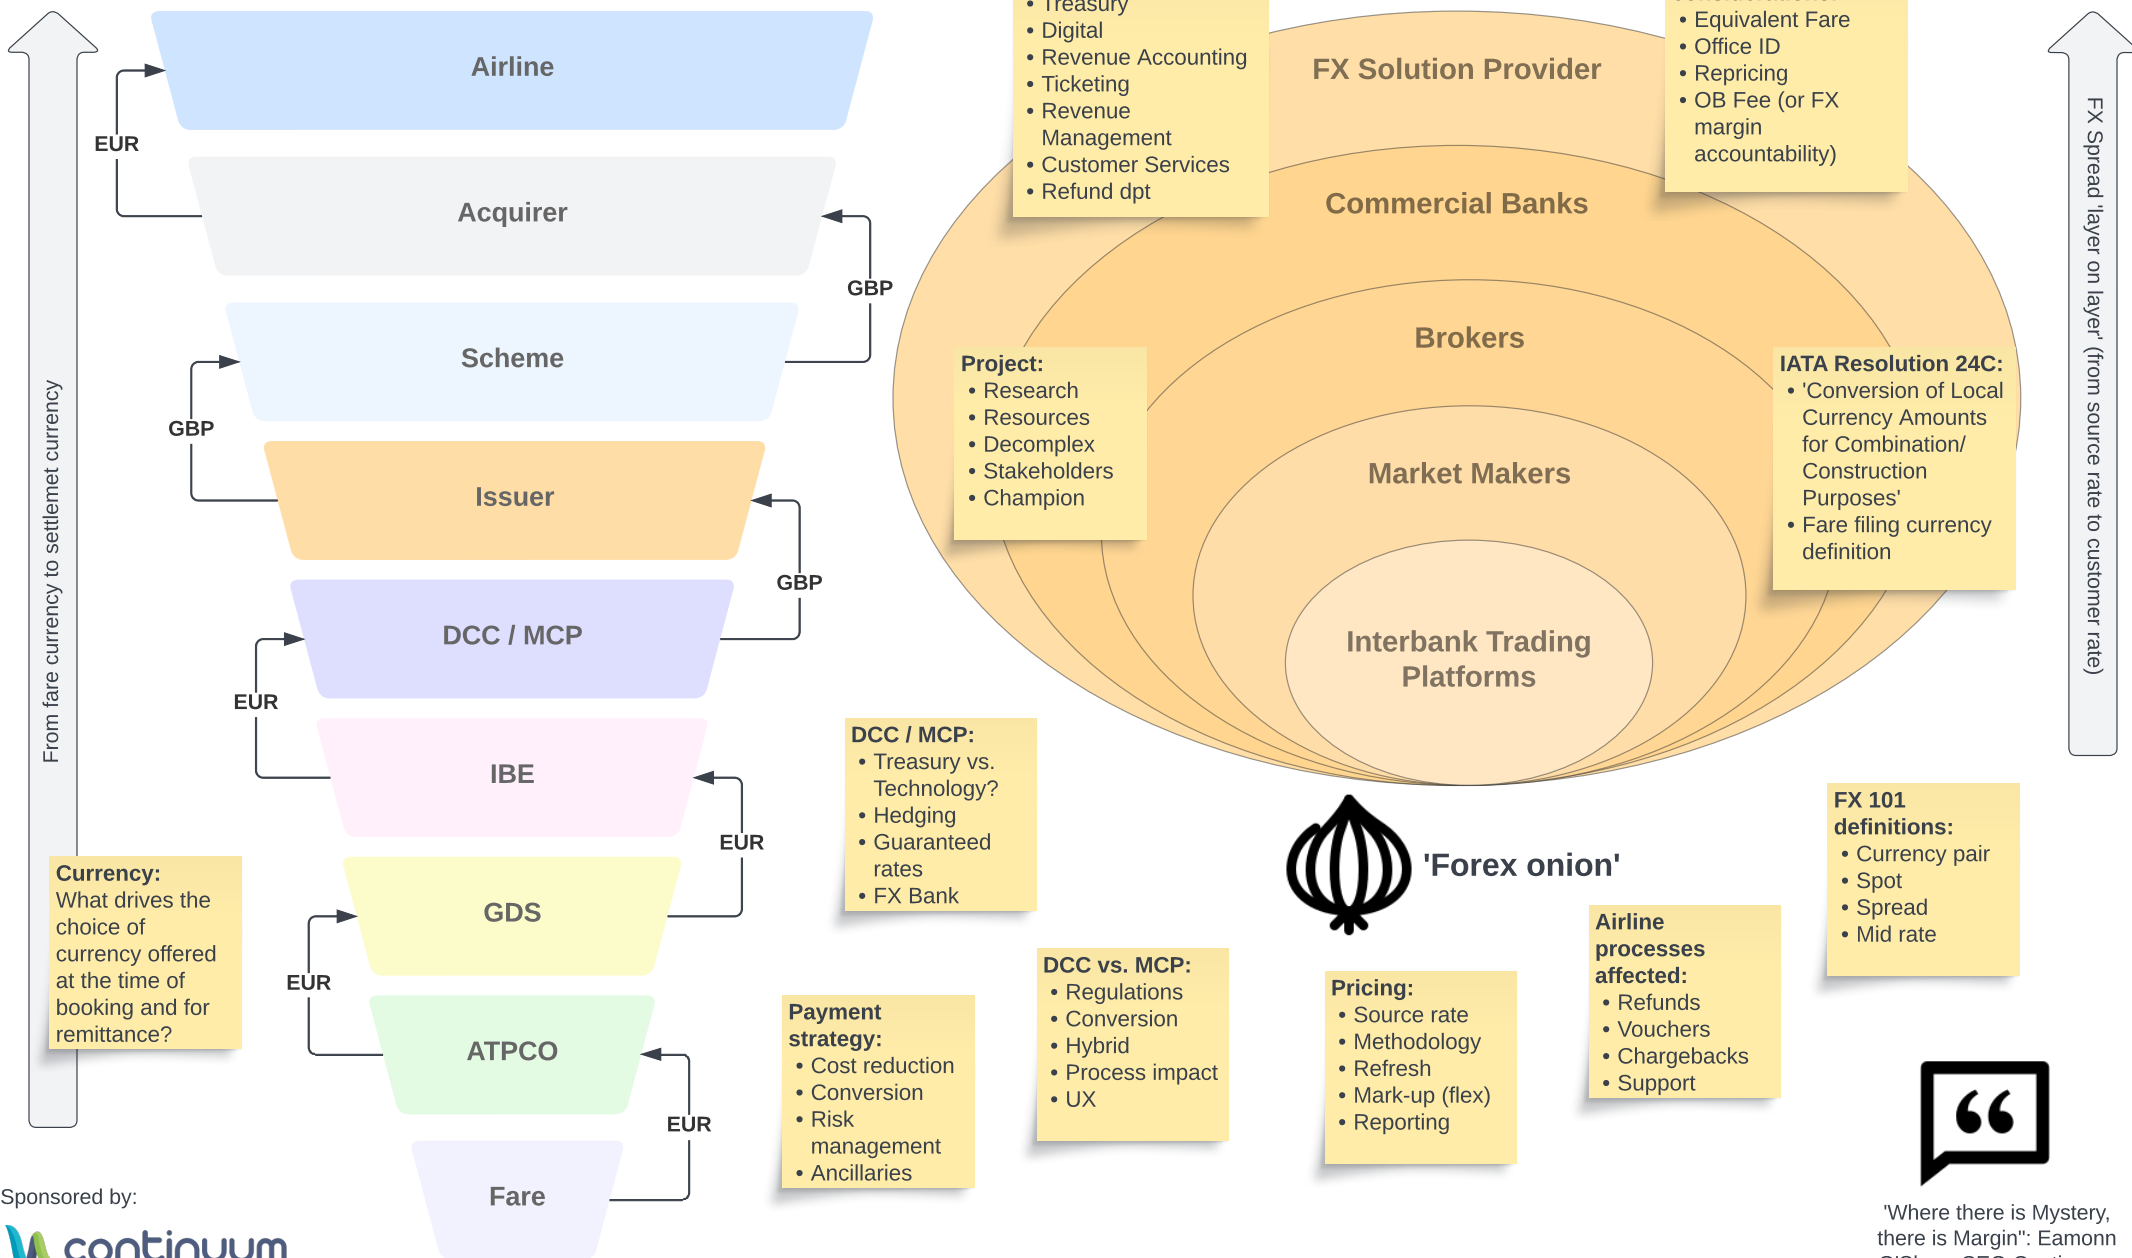 Airline
EUR
Acquirer
GBP
Scheme
GBP
Issuer
GBP
DCC / MCP
EUR
IBE
EUR
GDS
EUR
ATPCO
EUR
Fare
From fare currency to settlemet currency
Currency:
What drives the
choice of
currency offered
at the time of
booking and for
remittance?
Sponsored by:
continuum
• Treasury
• Digital
• Revenue Accounting
• Ticketing
• Revenue
Management
• Customer Services
• Refund dpt
FX Solution Provider
Commercial Banks
Brokers
Market Makers
Interbank Trading
Platforms
• Equivalent Fare
• Office ID
• Repricing
• OB Fee (or FX
margin
accountability)
Project:
• Research
• Resources
• Decomplex
• Stakeholders
• Champion
IATA Resolution 24C:
• 'Conversion of Local
Currency Amounts
for Combination/
Construction
Purposes'
• Fare filing currency
definition
FX Spread 'layer on layer' (from source rate to customer rate)
DCC / MCP:
• Treasury vs.
Technology?
• Hedging
• Guaranteed
rates
• FX Bank
'Forex onion'
FX 101
definitions:
• Currency pair
• Spot
• Spread
• Mid rate
Payment
strategy:
• Cost reduction
• Conversion
• Risk
management
• Ancillaries
DCC vs. MCP:
• Regulations
• Conversion
• Hybrid
• Process impact
• UX
Pricing:
• Source rate
• Methodology
• Refresh
• Mark-up (flex)
• Reporting
Airline
processes
affected:
• Refunds
• Vouchers
• Chargebacks
• Support
'Where there is Mystery,
there is Margin": Eamonn